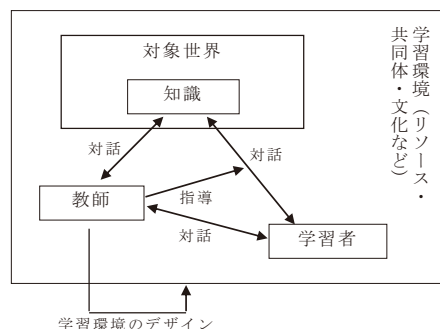 対象世界
知識
学習環境（リソース・
共同体・文化など）
対話
対話
教師
指導
対話
学習者
学習環境のデザイン